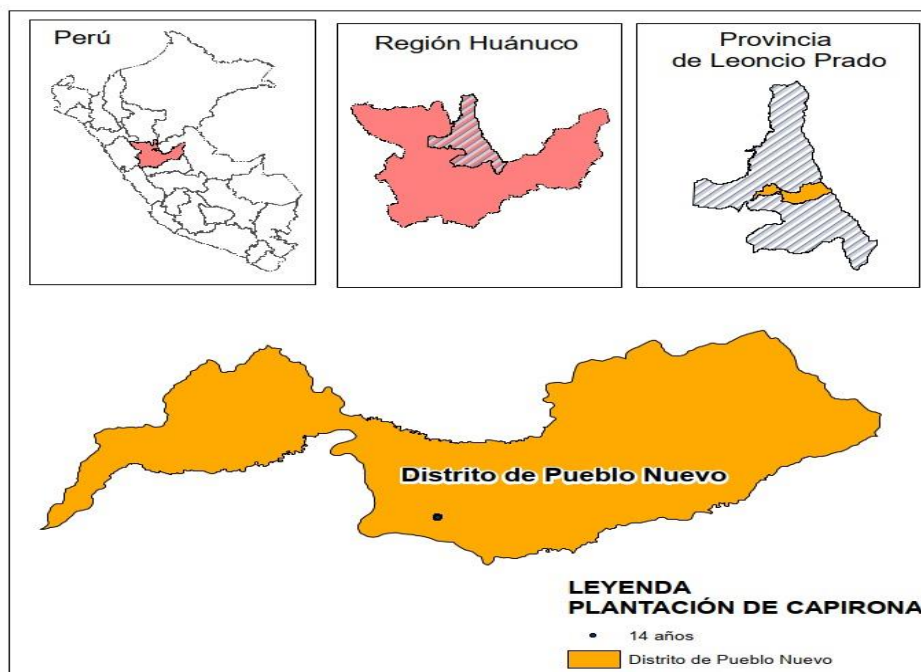 Perú
Región Huánuco
Provincia
de Leoncio Prado
Distrito de Pueblo Nuevo
LEYENDA
PLANTACIÓN DE CAPIRONA
14 años
Distrito de Pueblo Nuevo